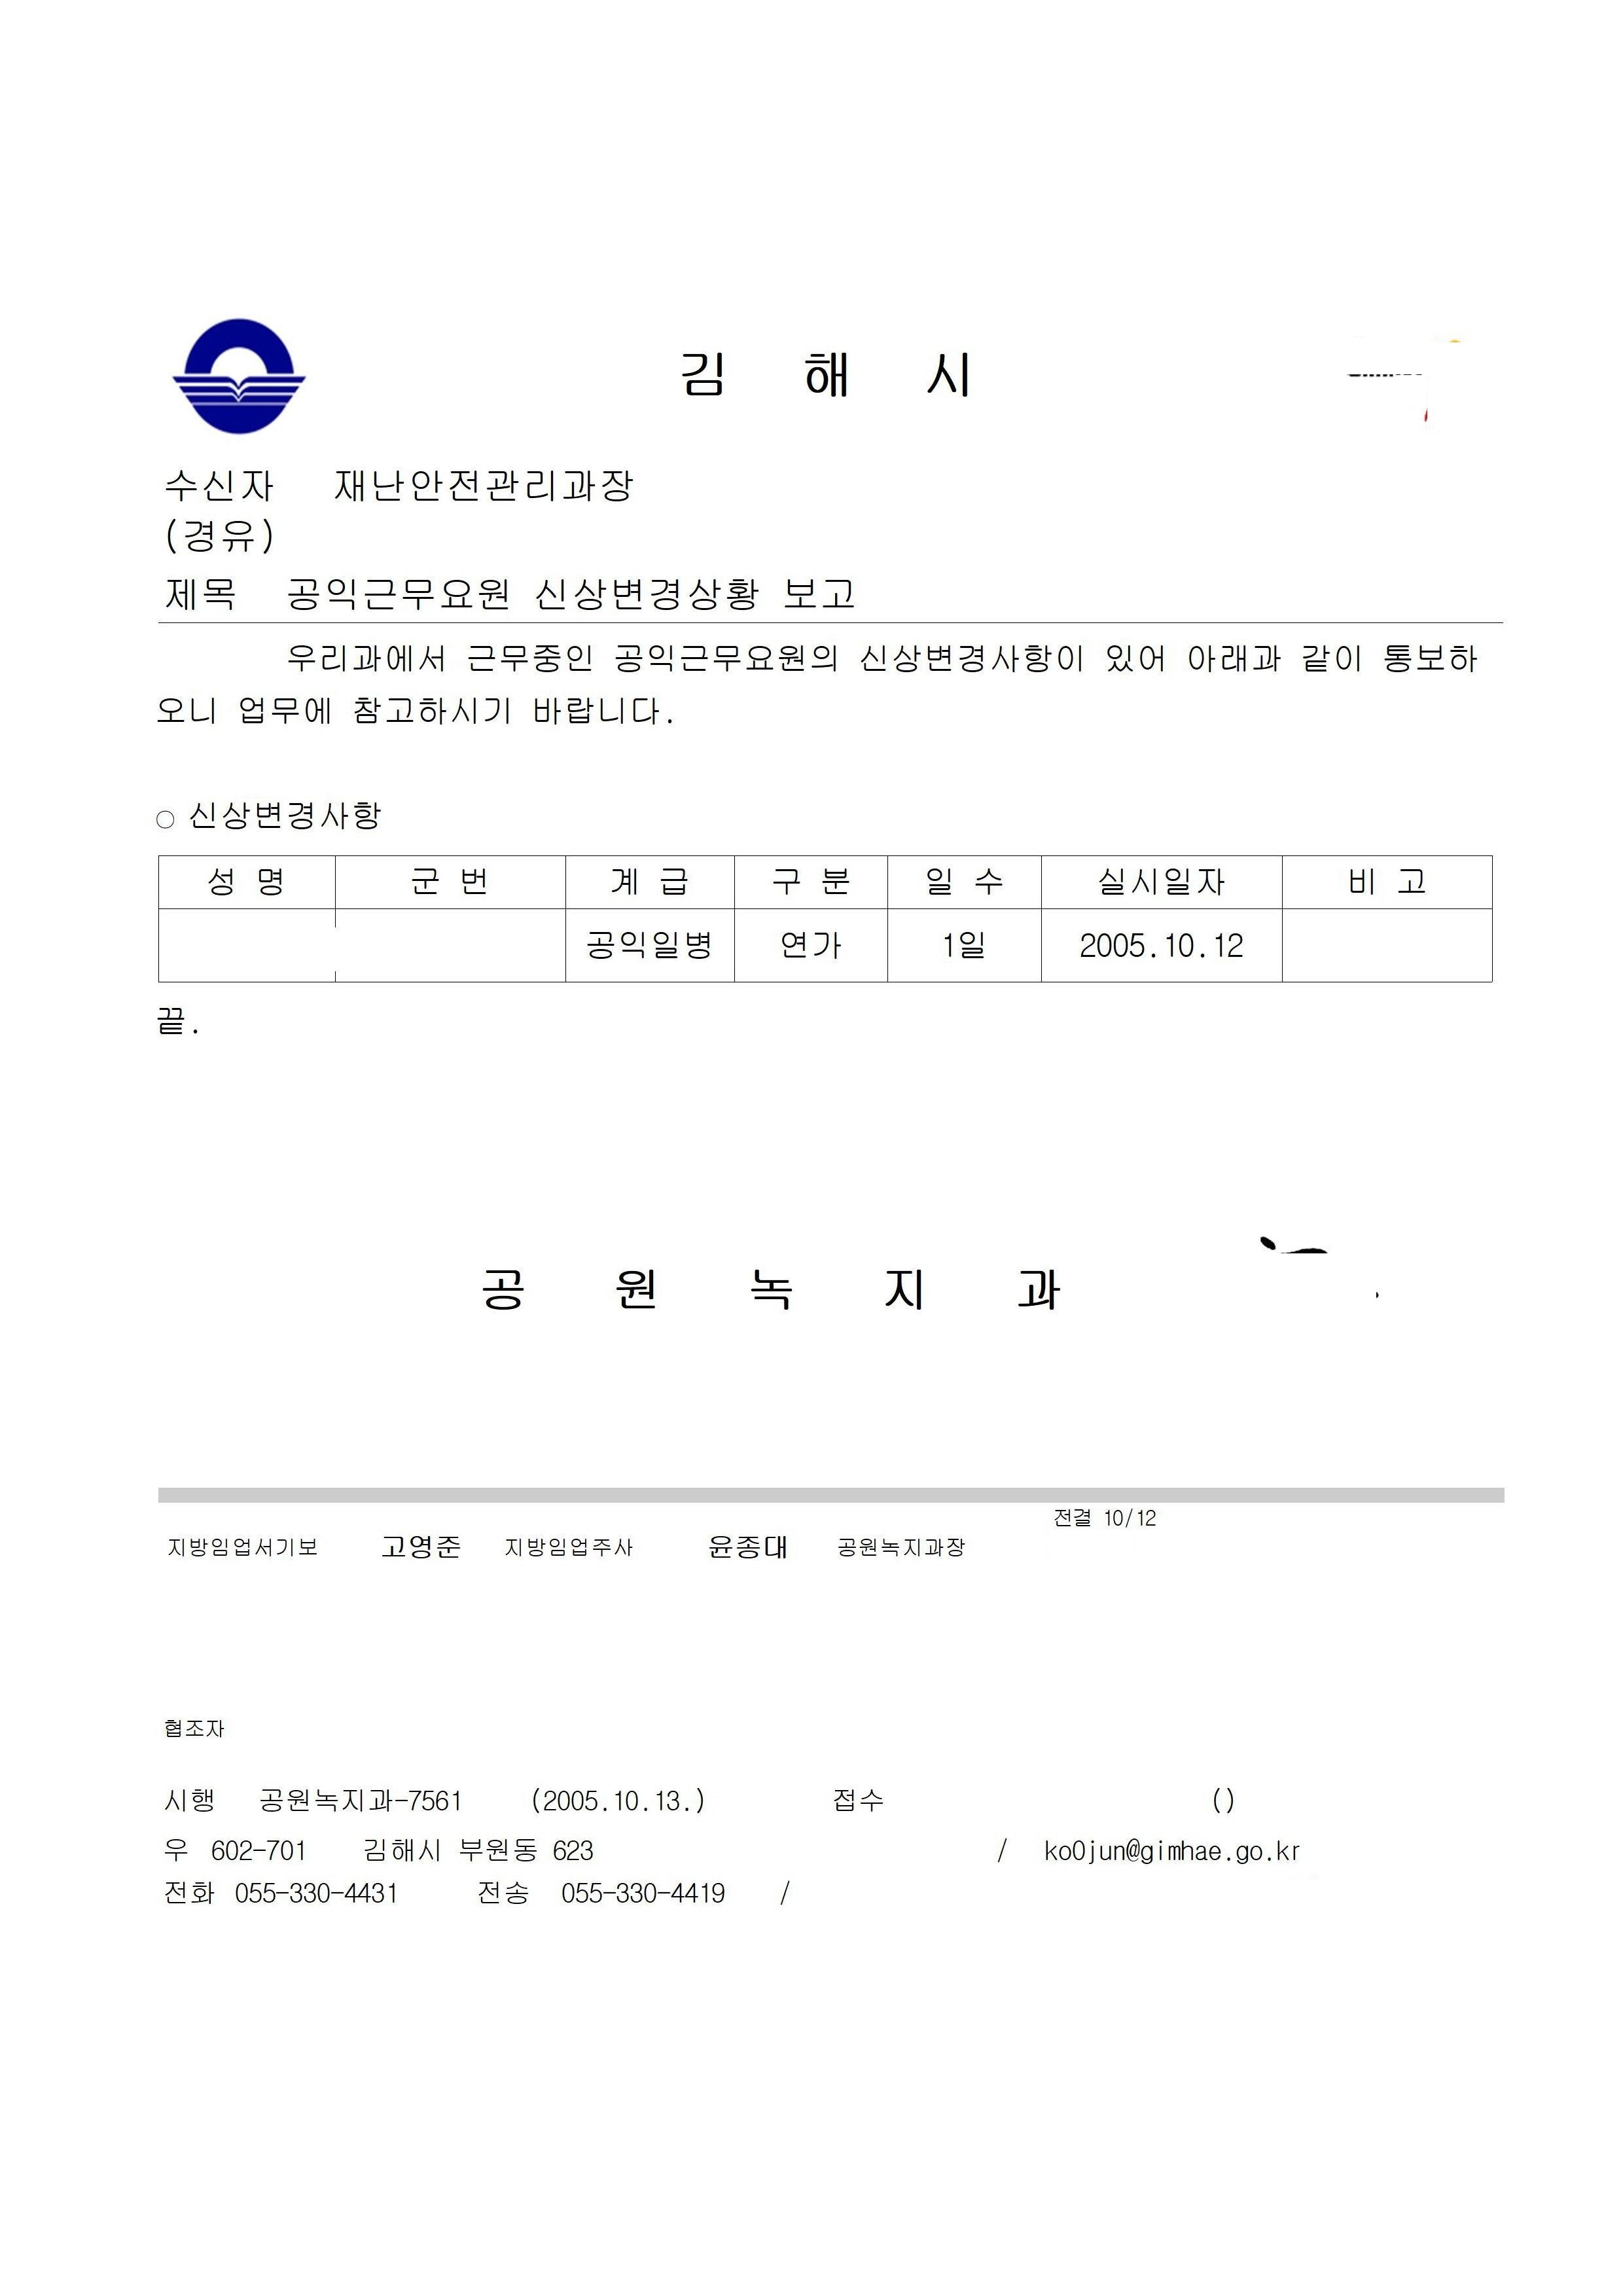 김 해 시
수신자 재난안전관리과장
(경유)
제목 공익근무요원 신상변경상황 보고
우리과에서 근무중인 공익근무요원의 신상변경사항이 있어 아래과 같이 통보하
오니 업무에 참고하시기 바랍니다.
○ 신상변경사항
성 명 군 번 계 급 구 분 일 수 실시일자 비 고
공익일병 연가 1일 2005.10.12
끝.
공 원 녹 지 과
전결 10/12
지방임업서기보 고영준 지방임업주사 윤종대 공원녹지과장
협조자
시행 공원녹지과-7561 (2005.10.13.) 접수 ()
우 602-701 김해시 부원동 623 / ko0jun@gimhae.go.kr
전화 055-330-4431 전송 055-330-4419 /